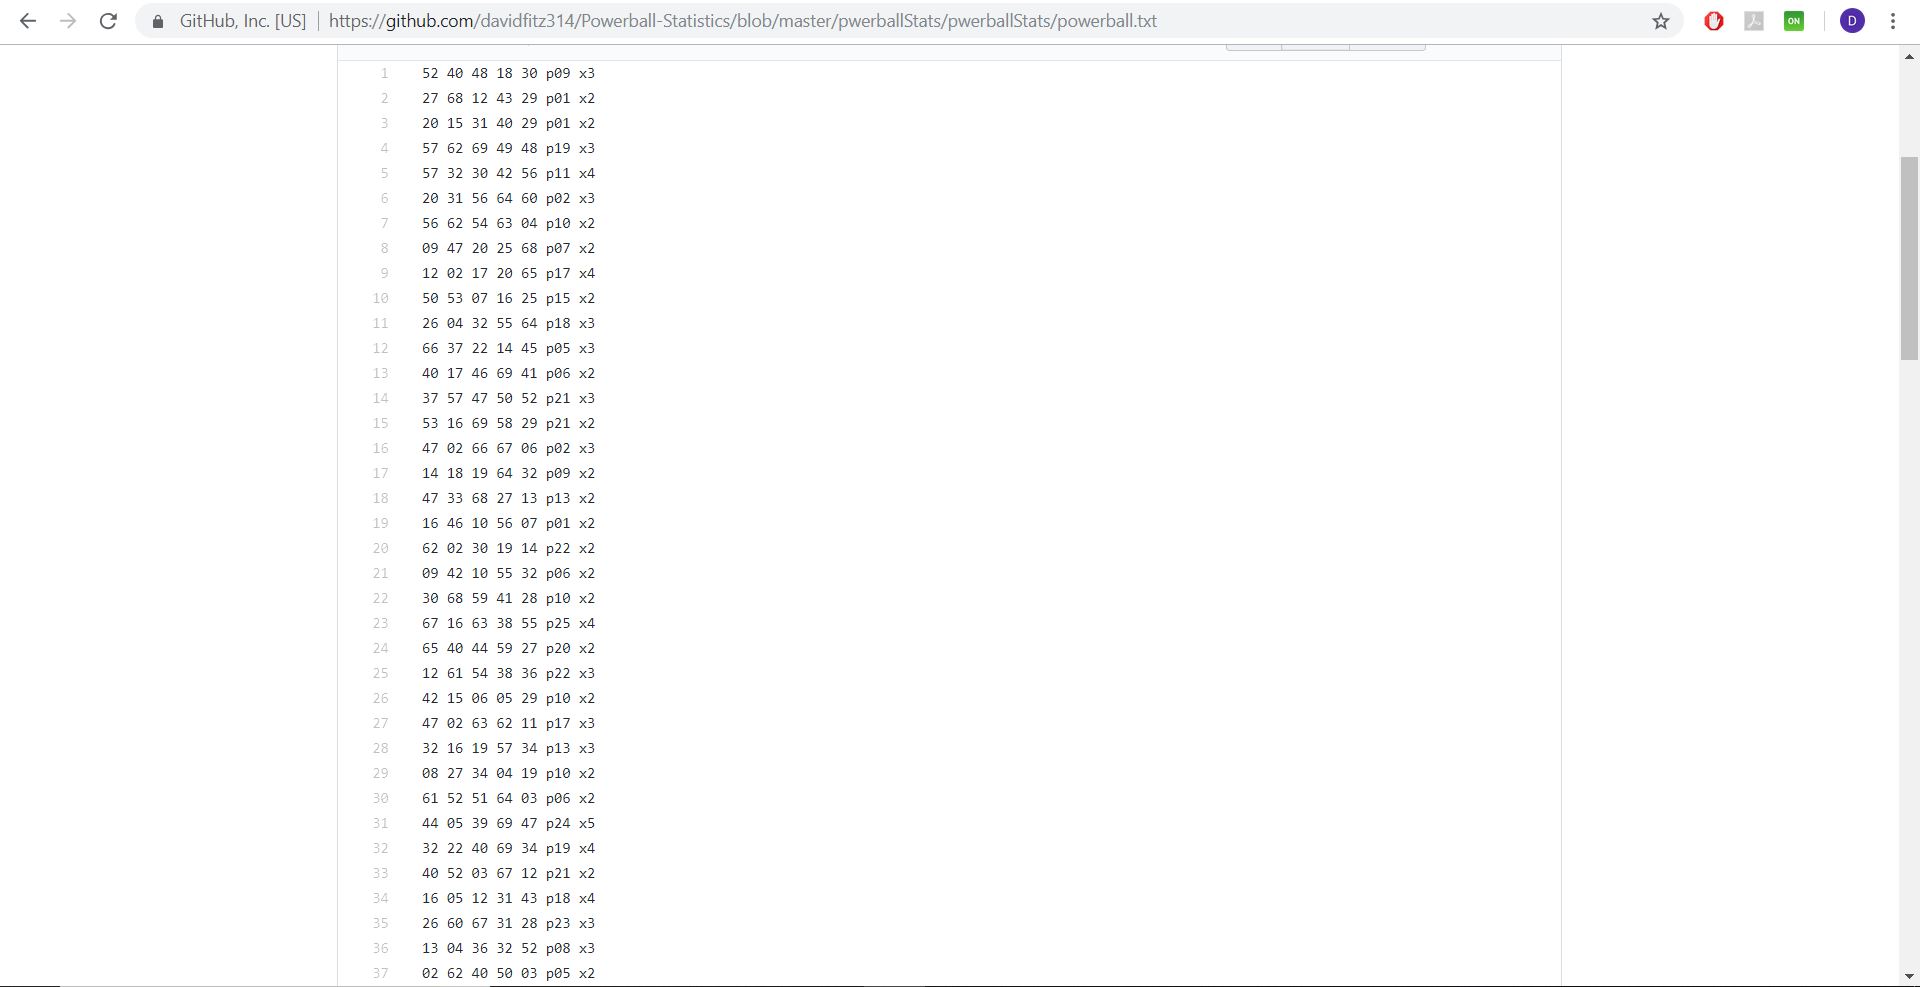 GitHub, Inc. [US] | https://github.com/davidfitz314/Powerball-Statistics/blob/master/pwerballStats/pwerballStats/powerball.txt
ON
D
1 52 40 48 18 30 p09 x3
2 27 68 12 43 29 p01 x2
3 20 15 31 40 29 p01 x2
4 57 62 69 49 48 p19 x3
5 57 32 30 42 56 p11 x4
6 20 31 56 64 60 p02 x3
7 56 62 54 63 04 p10 x2
8 09 47 20 25 68 p07 x2
9 12 02 17 20 65 p17 x4
10 50 53 07 16 25 p15 x2
11 26 04 32 55 64 p18 x3
12 66 37 22 14 45 p05 x3
13 40 17 46 69 41 p06 x2
14 37 57 47 50 52 p21 x3
15 53 16 69 58 29 p21 x2
16 47 02 66 67 06 p02 x3
17 14 18 19 64 32 p09 x2
18 47 33 68 27 13 p13 x2
19 16 46 10 56 07 p01 x2
20 62 02 30 19 14 p22 x2
21 09 42 10 55 32 p06 x2
22 30 68 59 41 28 p10 x2
23 67 16 63 38 55 p25 x4
24 65 40 44 59 27 p20 x2
25 12 61 54 38 36 p22 x3
26 42 15 06 05 29 p10 x2
27 47 02 63 62 11 p17 x3
28 32 16 19 57 34 p13 x3
29 08 27 34 04 19 p10 x2
30 61 52 51 64 03 p06 x2
31 44 05 39 69 47 p24 x5
32 32 22 40 69 34 p19 x4
33 40 52 03 67 12 p21 x2
34 16 05 12 31 43 p18 x4
35 26 60 67 31 28 p23 x3
36 13 04 36 32 52 p08 x3
37 02 62 40 50 03 p05 x2